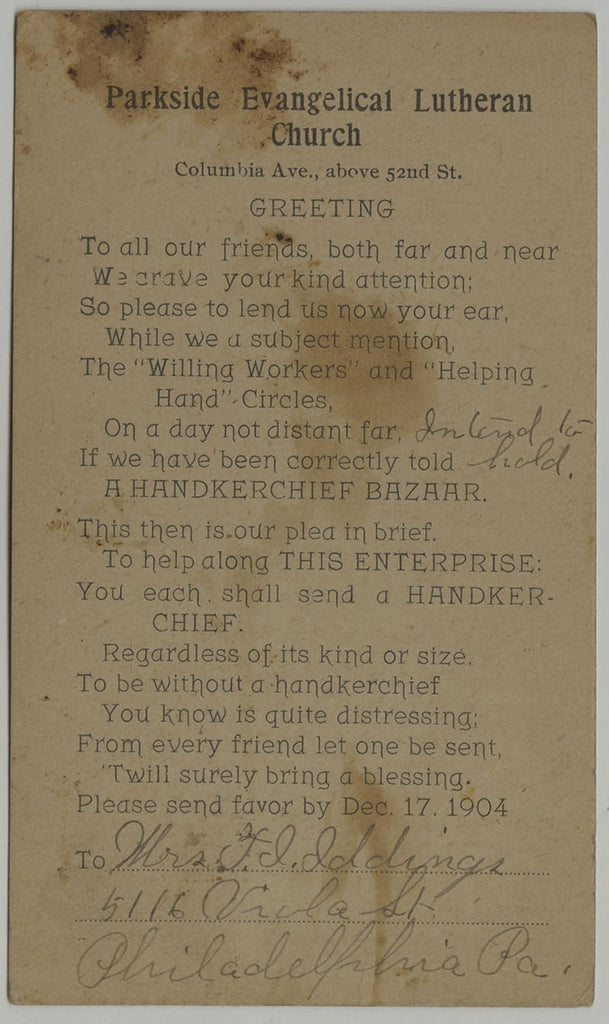 Parkside Evangelical Lutheran
Church
Columbia Ave., above 52nd St.
GREETING
To all our friends, both far and near
We crave your kind attention;
So please to lend us now your ear,
While we a subject mention,
The "Willing Workers" and "Helping
Hand" Circles,
On a day not distant far, Intend to
If we have been correctly told hold,
A HANDKERCHIEF BAZAAR.
This then is our plea in brief.
To help along THIS ENTERPRISE:
You each shall send a HANDKER-
CHIEF.
Regardless of its kind or size.
To be without a handkerchief
You know is quite distressing;
From every friend let one be sent,
'Twill surely bring a blessing.
Please send favor by Dec. 17. 1904
To Mrs. F. I. Iddings
5116 Viola St.
Philadelphia Pa.